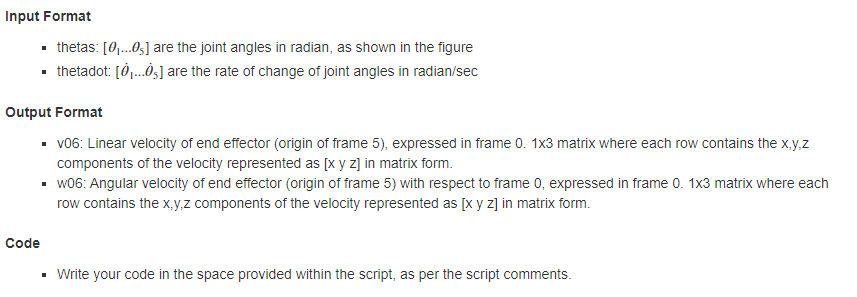 Input Format
▪ thetas: [θ₁...θ₅] are the joint angles in radian, as shown in the figure
▪ thetadot: [θ̇₁...θ̇₅] are the rate of change of joint angles in radian/sec
Output Format
▪ v06: Linear velocity of end effector (origin of frame 5), expressed in frame 0. 1x3 matrix where each row contains the x,y,z
components of the velocity represented as [x y z] in matrix form.
▪ w06: Angular velocity of end effector (origin of frame 5) with respect to frame 0, expressed in frame 0. 1x3 matrix where each
row contains the x,y,z components of the velocity represented as [x y z] in matrix form.
Code
▪ Write your code in the space provided within the script, as per the script comments.